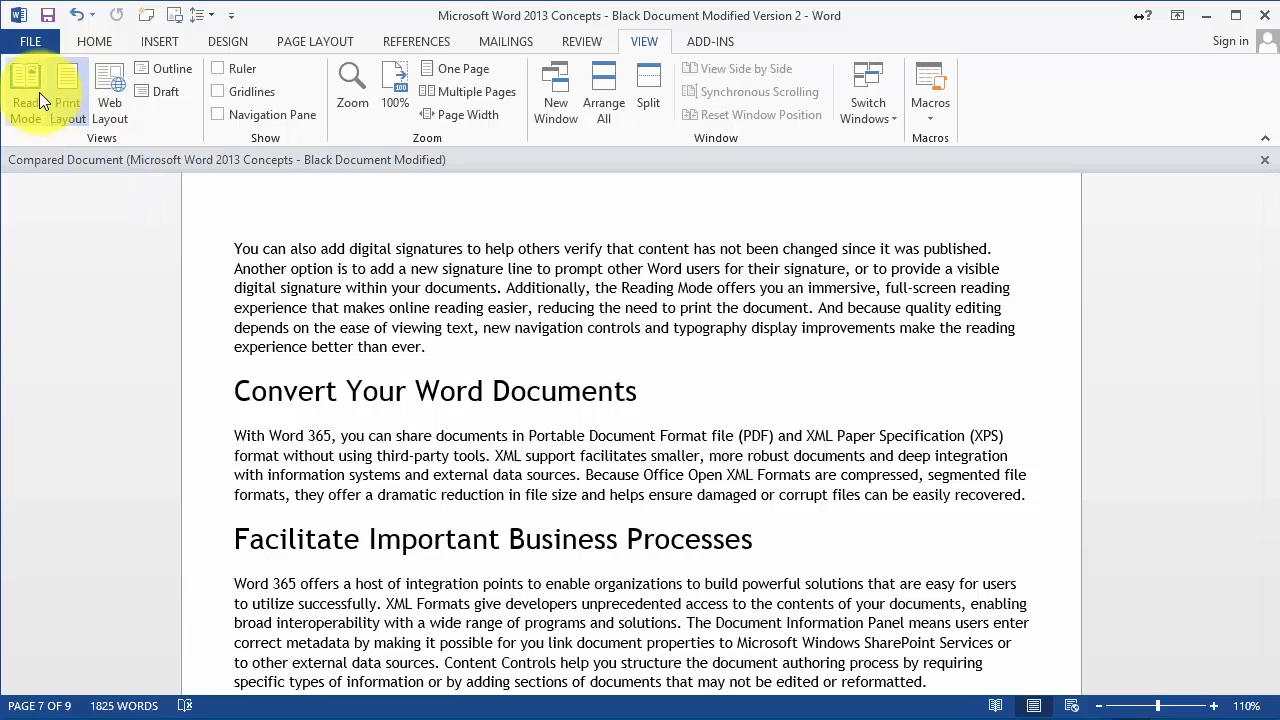 Microsoft Word 2013 Concepts - Black Document Modified Version 2 - Word
FILE HOME INSERT DESIGN PAGE LAYOUT REFERENCES MAILINGS REVIEW VIEW ADD-INS Sign in
Read Mode
Print Layout
Web Layout
Outline
Draft
Views
Ruler
Gridlines
Navigation Pane
Show
Zoom
100%
One Page
Multiple Pages
Page Width
Zoom
New Window
Arrange All
Split
View Side by Side
Synchronous Scrolling
Reset Window Position
Switch Windows
Window
Macros
Macros
Compared Document (Microsoft Word 2013 Concepts - Black Document Modified)
You can also add digital signatures to help others verify that content has not been changed since it was published.
Another option is to add a new signature line to prompt other Word users for their signature, or to provide a visible
digital signature within your documents. Additionally, the Reading Mode offers you an immersive, full-screen reading
experience that makes online reading easier, reducing the need to print the document. And because quality editing
depends on the ease of viewing text, new navigation controls and typography display improvements make the reading
experience better than ever.
Convert Your Word Documents
With Word 365, you can share documents in Portable Document Format file (PDF) and XML Paper Specification (XPS)
format without using third-party tools. XML support facilitates smaller, more robust documents and deep integration
with information systems and external data sources. Because Office Open XML Formats are compressed, segmented file
formats, they offer a dramatic reduction in file size and helps ensure damaged or corrupt files can be easily recovered.
Facilitate Important Business Processes
Word 365 offers a host of integration points to enable organizations to build powerful solutions that are easy for users
to utilize successfully. XML Formats give developers unprecedented access to the contents of your documents, enabling
broad interoperability with a wide range of programs and solutions. The Document Information Panel means users enter
correct metadata by making it possible for you link document properties to Microsoft Windows SharePoint Services or
to other external data sources. Content Controls help you structure the document authoring process by requiring
specific types of information or by adding sections of documents that may not be edited or reformatted.
PAGE 7 OF 9 1825 WORDS 110%